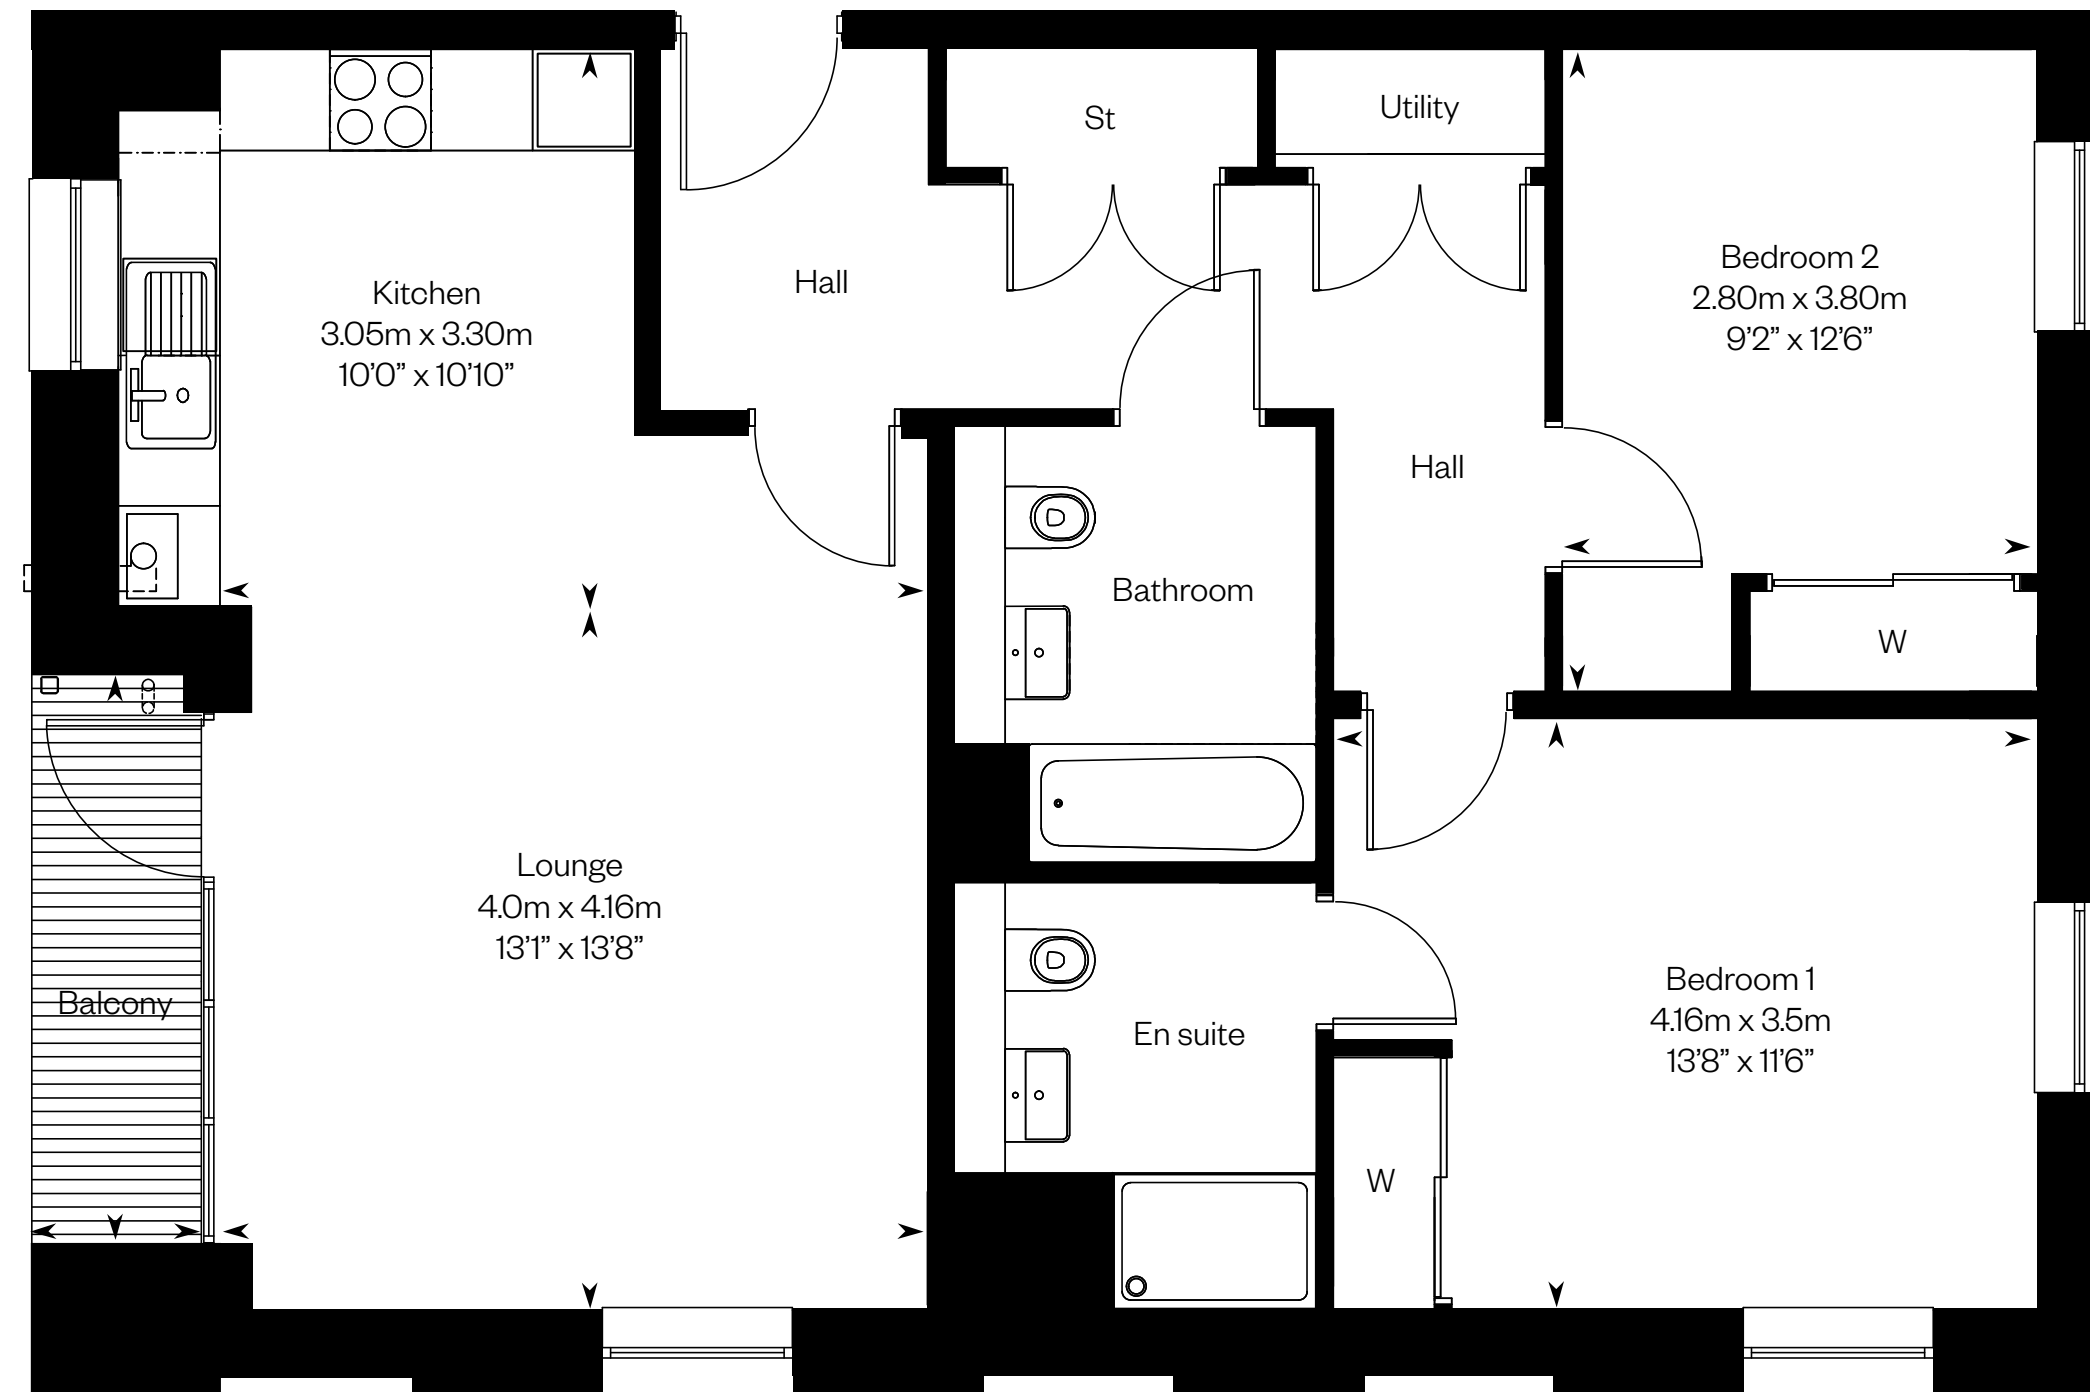 St
Utility
Kitchen
3.05m x 3.30m
10'0” x 10'10”
Hall
Bedroom 2
2.80m x 3.80m
9'2” x 12'6”
Hall
Bathroom
W
Lounge
4.0m x 4.16m
13'1” x 13'8”
Balcony
En suite
Bedroom 1
4.16m x 3.5m
13'8” x 11'6”
W